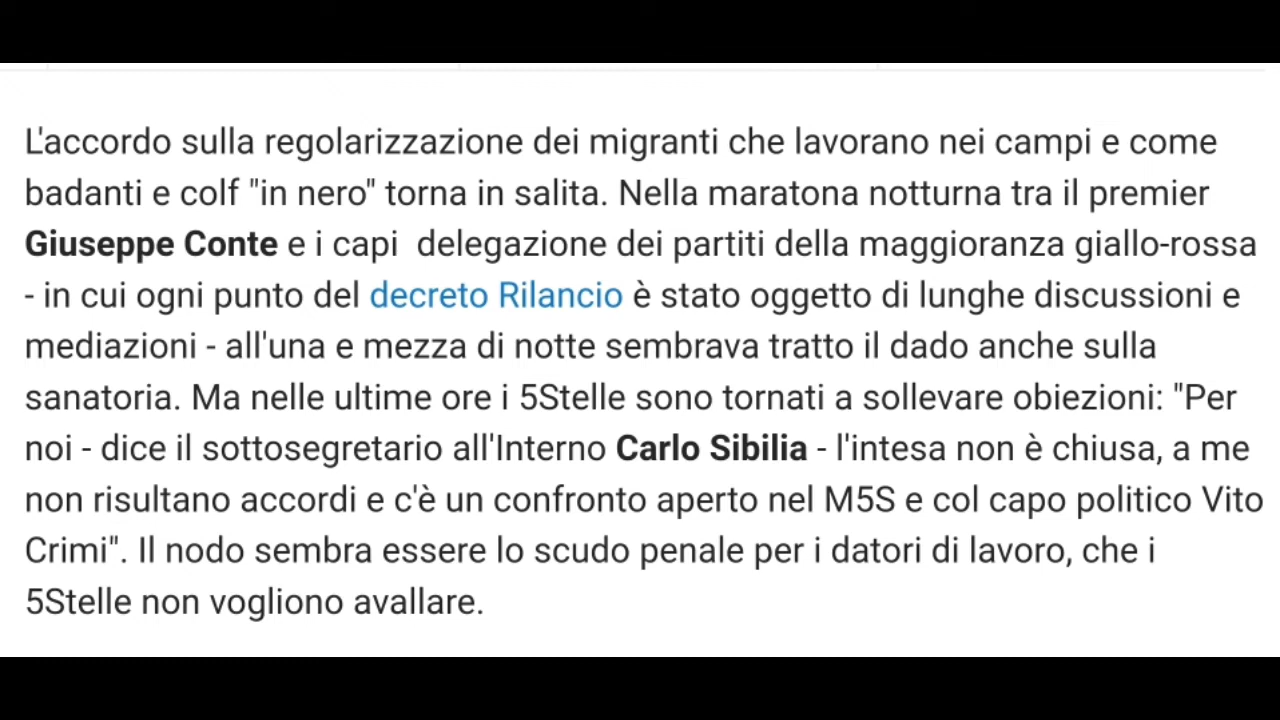 L'accordo sulla regolarizzazione dei migranti che lavorano nei campi e come
badanti e colf "in nero" torna in salita. Nella maratona notturna tra il premier
Giuseppe Conte e i capi  delegazione dei partiti della maggioranza giallo-rossa
- in cui ogni punto del decreto Rilancio è stato oggetto di lunghe discussioni e
mediazioni - all'una e mezza di notte sembrava tratto il dado anche sulla
sanatoria. Ma nelle ultime ore i 5Stelle sono tornati a sollevare obiezioni: "Per
noi - dice il sottosegretario all'Interno Carlo Sibilia - l'intesa non è chiusa, a me
non risultano accordi e c'è un confronto aperto nel M5S e col capo politico Vito
Crimi". Il nodo sembra essere lo scudo penale per i datori di lavoro, che i
5Stelle non vogliono avallare.